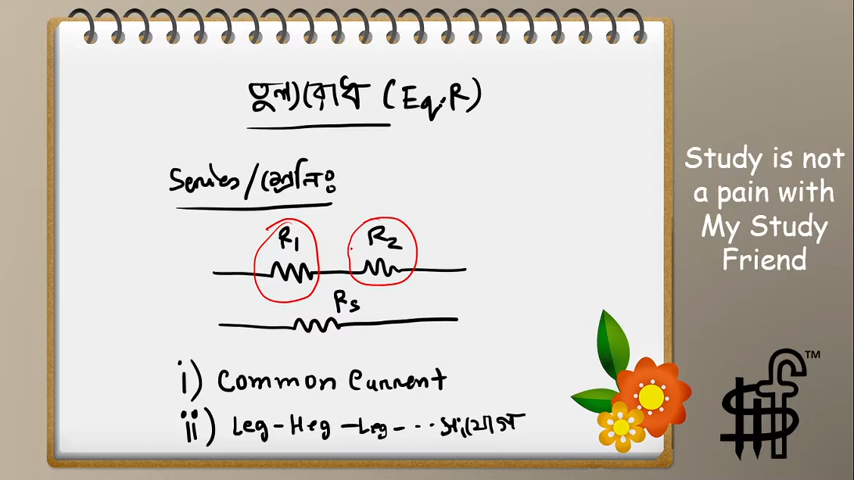 তুল্যরোধ (Eq.R)
Series/শ্রেনিঃ
R1
R2
Rs
i) Common Current
ii) Leg - Heg - Leg - ...
Study is not
a pain with
My Study
Friend
TM